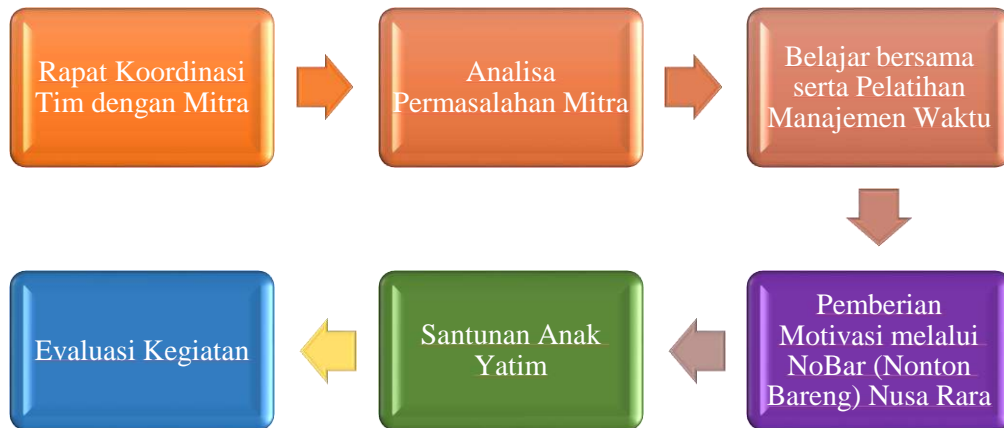 Rapat Koordinasi
Tim dengan Mitra
Analisa
Permasalahan Mitra
Belajar bersama
serta Pelatihan
Manajemen Waktu
Pemberian
Motivasi melalui
NoBar (Nonton
Bareng) Nusa Rara
Santunan Anak
Yatim
Evaluasi Kegiatan